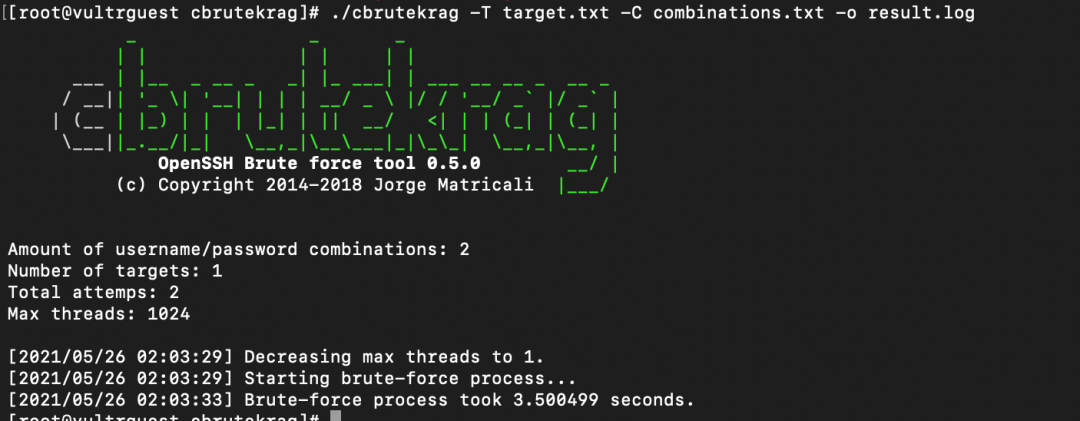 [[root@vultrguest cbrutekrag]# ./cbrutekrag -T target.txt -C combinations.txt -o result.log
cbrutekrag
OpenSSH Brute force tool 0.5.0
(c) Copyright 2014-2018 Jorge Matricali
Amount of username/password combinations: 2
Number of targets: 1
Total attemps: 2
Max threads: 1024
[2021/05/26 02:03:29] Decreasing max threads to 1.
[2021/05/26 02:03:29] Starting brute-force process...
[2021/05/26 02:03:33] Brute-force process took 3.500499 seconds.
[root@vultrguest cbrutekrag]#